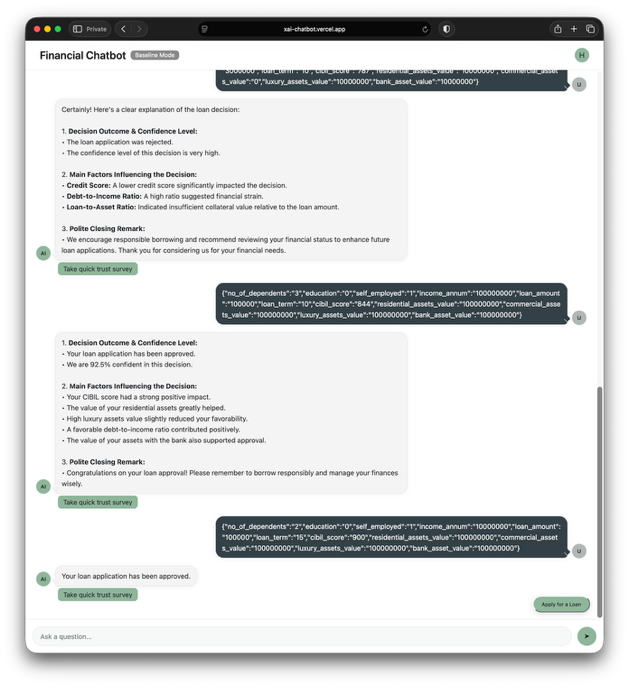 Private
xai-chatbot.vercel.app
Financial Chatbot
Baseline Mode
H
"loan_term":"10","cibil_score":"787","residential_assets_value":"10000000","commercial_asset
s_value":"0","luxury_assets_value":"10000000","bank_asset_value":"10000000"}
U
Certainly! Here's a clear explanation of the loan decision:
1. Decision Outcome & Confidence Level:
• The loan application was rejected.
• The confidence level of this decision is very high.
2. Main Factors Influencing the Decision:
• Credit Score: A lower credit score significantly impacted the decision.
• Debt-to-Income Ratio: A high ratio suggested financial strain.
• Loan-to-Asset Ratio: Indicated insufficient collateral value relative to the loan amount.
3. Polite Closing Remark:
• We encourage responsible borrowing and recommend reviewing your financial status to enhance future
loan applications. Thank you for considering us for your financial needs.
AI
Take quick trust survey
{"no_of_dependents":"3","education":"0","self_employed":"1","income_annum":"100000000","loan_amount
":"100000","loan_term":"10","cibil_score":"844","residential_assets_value":"100000000","commercial_asse
ts_value":"100000000","luxury_assets_value":"100000000","bank_asset_value":"100000000"}
U
1. Decision Outcome & Confidence Level:
• Your loan application has been approved.
• We are 92.5% confident in this decision.
2. Main Factors Influencing the Decision:
• Your CIBIL score had a strong positive impact.
• The value of your residential assets greatly helped.
• High luxury assets value slightly reduced your favorability.
• A favorable debt-to-income ratio contributed positively.
• The value of your assets with the bank also supported approval.
3. Polite Closing Remark:
• Congratulations on your loan approval! Please remember to borrow responsibly and manage your finances
wisely.
AI
Take quick trust survey
{"no_of_dependents":"2","education":"0","self_employed":"1","income_annum":"10000000","loan_amount":
"100000","loan_term":"15","cibil_score":"900","residential_assets_value":"100000000","commercial_asset
s_value":"100000000","luxury_assets_value":"100000000","bank_asset_value":"100000000"}
U
Your loan application has been approved.
AI
Take quick trust survey
Apply for a Loan
Ask a question...